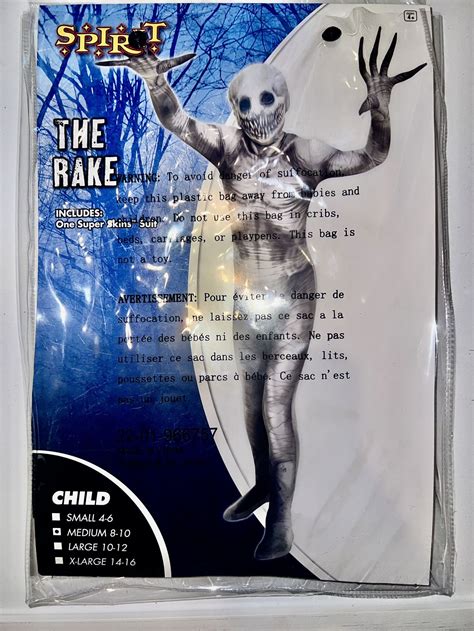 SPIRIT
THE
RAKE
INCLUDES:
One Super Skins™ Suit
WARNING: To avoid danger of suffocation,
keep this plastic bag away from babies and
children. Do not use this bag in cribs,
beds, carriages, or playpens. This bag is
not a toy.
AVERTISSEMENT: Pour éviter le danger de
suffocation, ne laissez pas ce sac a la
portée des bébés ni des enfants. Ne pas
utiliser ce sac dans les berceaux, lits,
poussettes ou parcs à bébé. Ce sac n'est
pas un jouet
CHILD
SMALL 4-6
MEDIUM 8-10
LARGE 10-12
X-LARGE 14-16